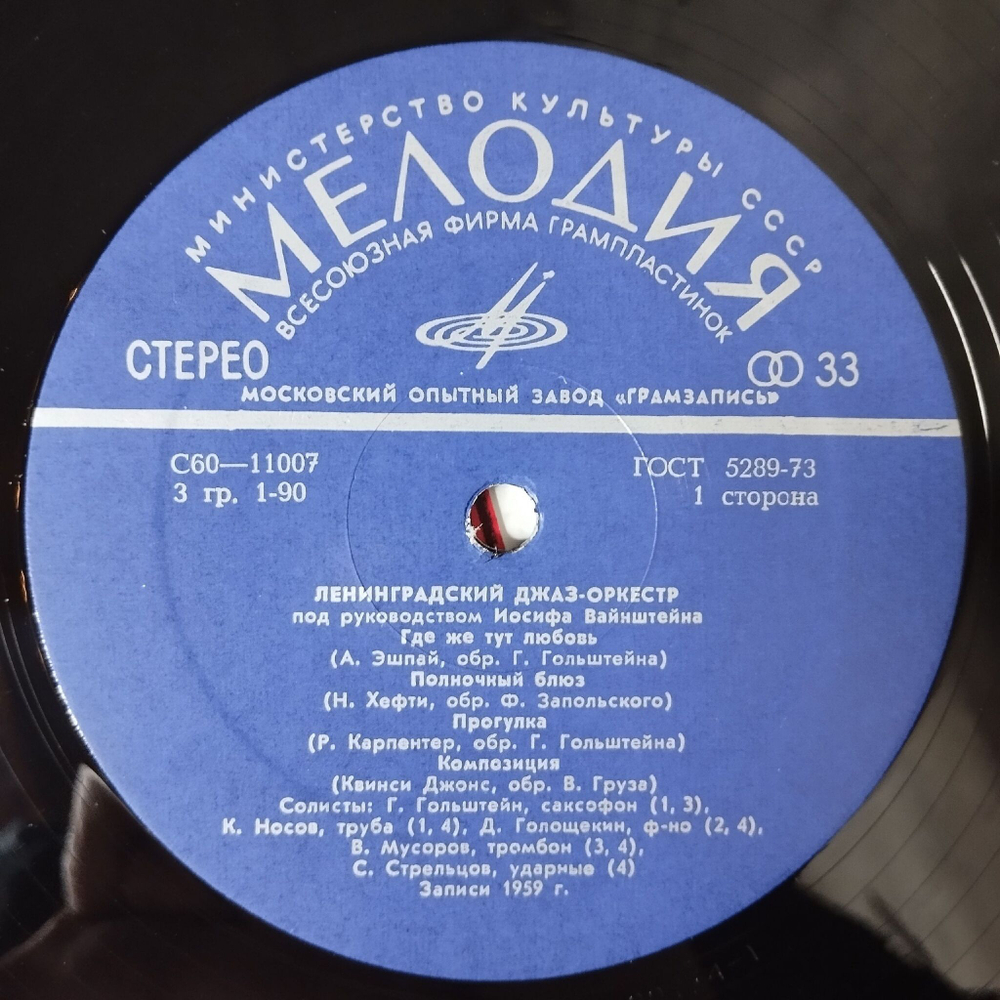 МИНИСТЕРСТВО КУЛЬТУРЫ СССР
МЕЛОДИЯ
ВСЕСОЮЗНАЯ ФИРМА ГРАМПЛАСТИНОК
СТЕРЕО
33
МОСКОВСКИЙ ОПЫТНЫЙ ЗАВОД «ГРАМЗАПИСЬ»
С60—11007
ГОСТ 5289-73
3 гр. 1-90
1 сторона
ЛЕНИНГРАДСКИЙ ДЖАЗ-ОРКЕСТР
под руководством Иосифа Вайнштейна
Где же тут любовь
(А. Эшпай, обр. Г. Гольштейна)
Полночный блюз
(Н. Хефти, обр. Ф. Запольского)
Прогулка
(Р. Карпентер, обр. Г. Гольштейна)
Композиция
(Квинси Джонс, обр. В. Груза)
Солисты: Г. Гольштейн, саксофон (1, 3),
К. Носов, труба (1, 4), Д. Голощекин, ф-но (2, 4),
В. Мусоров, тромбон (3, 4),
С. Стрельцов, ударные (4)
Записи 1959 г.